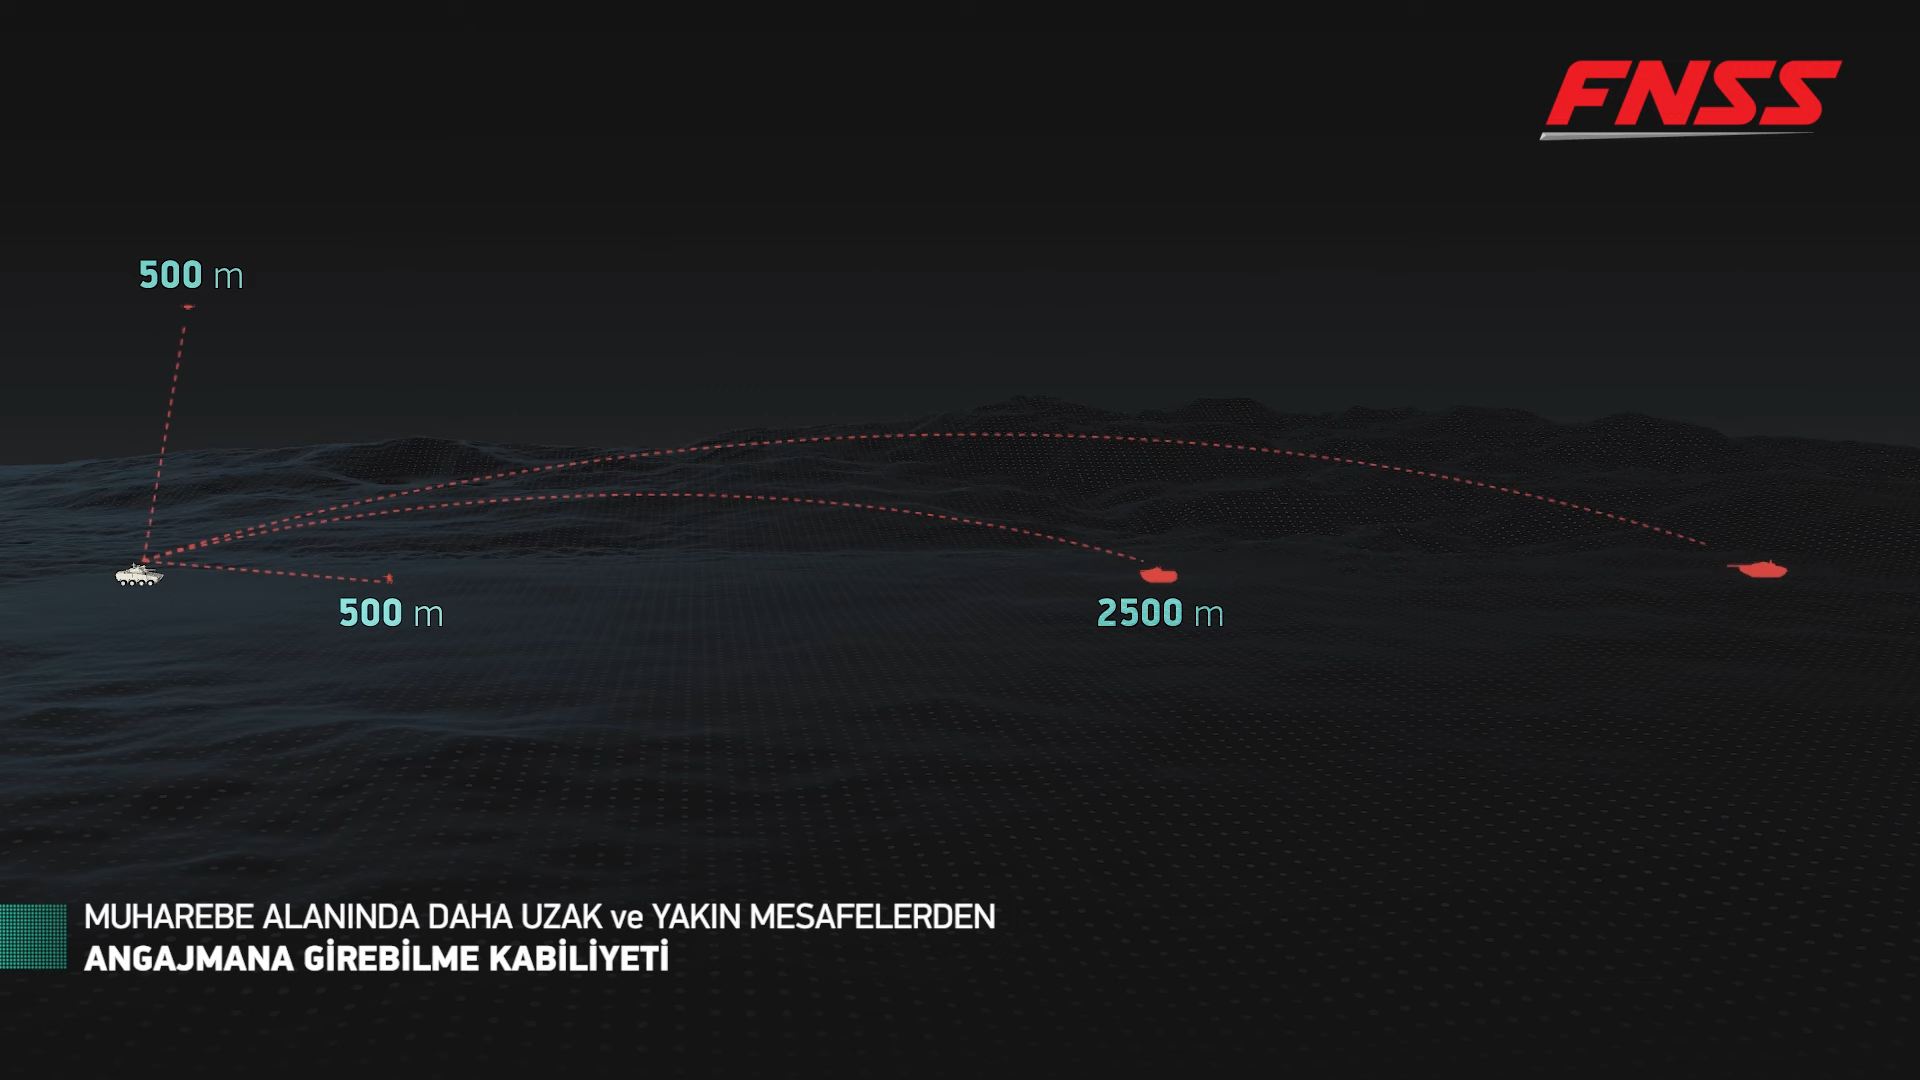 FNSS
500 m
500 m
2500 m
MUHAREBE ALANINDA DAHA UZAK ve YAKIN MESAFELERDEN
ANGAJMANA GİREBİLME KABİLİYETİ